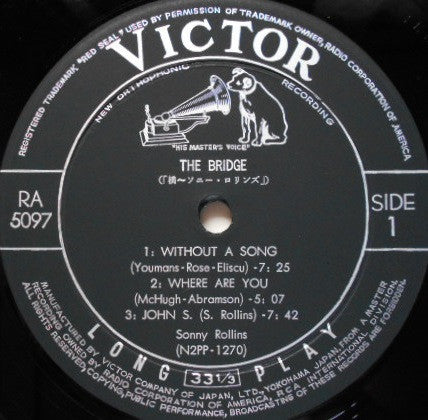 REGISTERED TRADEMARK "RED SEAL" USED BY PERMISSION OF TRADEMARK OWNER, RADIO CORPORATION OF AMERICA
VICTOR
NEW ORTHOPHONIC
RECORDING
"HIS MASTER'S VOICE"
THE BRIDGE
(『橋~ソニー・ロリンズ』)
RA
5097
SIDE
1
1: WITHOUT A SONG
(Youmans-Rose-Eliscu) -7: 25
2: WHERE ARE YOU
(McHugh-Abramson) -5: 07
3: JOHN S. (S. Rollins) -7: 42
Sonny Rollins
(N2PP-1270)
LONG 33 1/3 PLAY
MANUFACTURED BY VICTOR COMPANY OF JAPAN, LTD., YOKOHAMA, JAPAN, FROM A MASTER
RECORDING OWNED BY RADIO CORPORATION OF AMERICA, R.C.A. INTERNATIONAL DIVISION.
ALL RIGHTS RESERVED, COPYING, PUBLIC PERFORMANCE, BROADCASTING OF THESE RECORDS ARE FORBIDDEN.